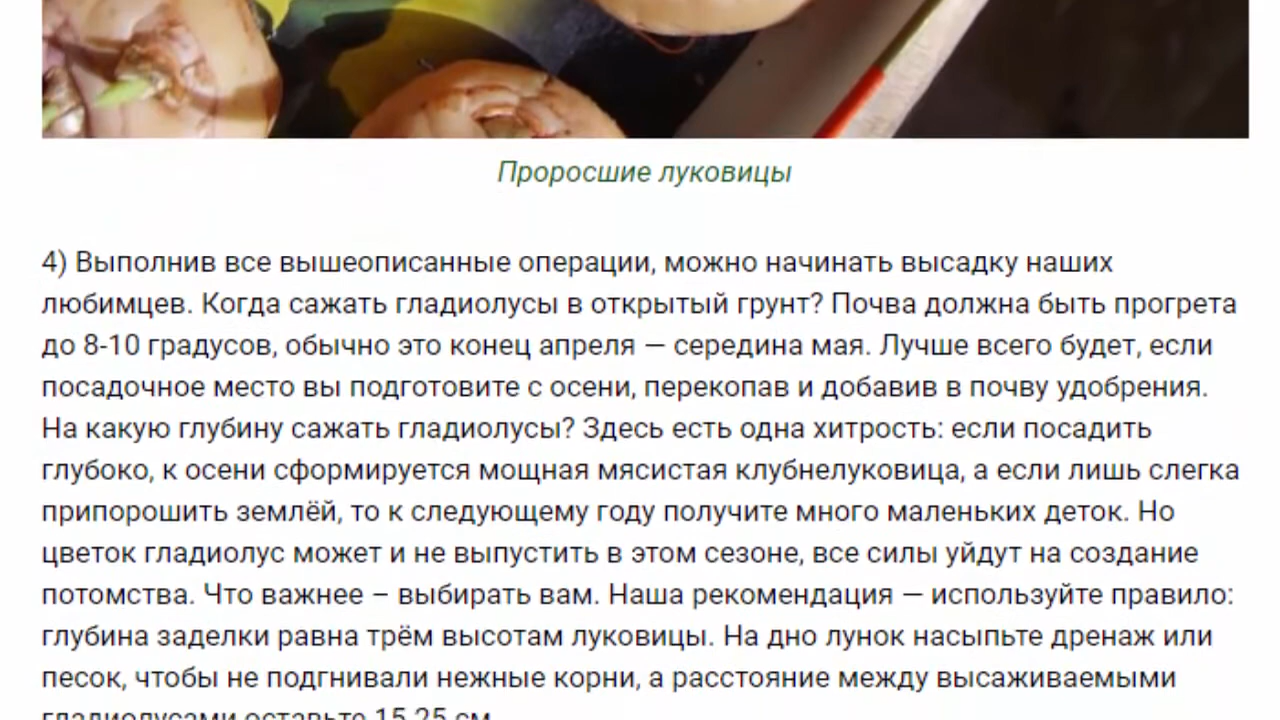 Проросшие луковицы
4) Выполнив все вышеописанные операции, можно начинать высадку наших
любимцев. Когда сажать гладиолусы в открытый грунт? Почва должна быть прогрета
до 8-10 градусов, обычно это конец апреля — середина мая. Лучше всего будет, если
посадочное место вы подготовите с осени, перекопав и добавив в почву удобрения.
На какую глубину сажать гладиолусы? Здесь есть одна хитрость: если посадить
глубоко, к осени сформируется мощная мясистая клубнелуковица, а если лишь слегка
припорошить землёй, то к следующему году получите много маленьких деток. Но
цветок гладиолус может и не выпустить в этом сезоне, все силы уйдут на создание
потомства. Что важнее – выбирать вам. Наша рекомендация — используйте правило:
глубина заделки равна трём высотам луковицы. На дно лунок насыпьте дренаж или
песок, чтобы не подгнивали нежные корни, а расстояние между высаживаемыми
гладиолусами оставьте 15-25 см.